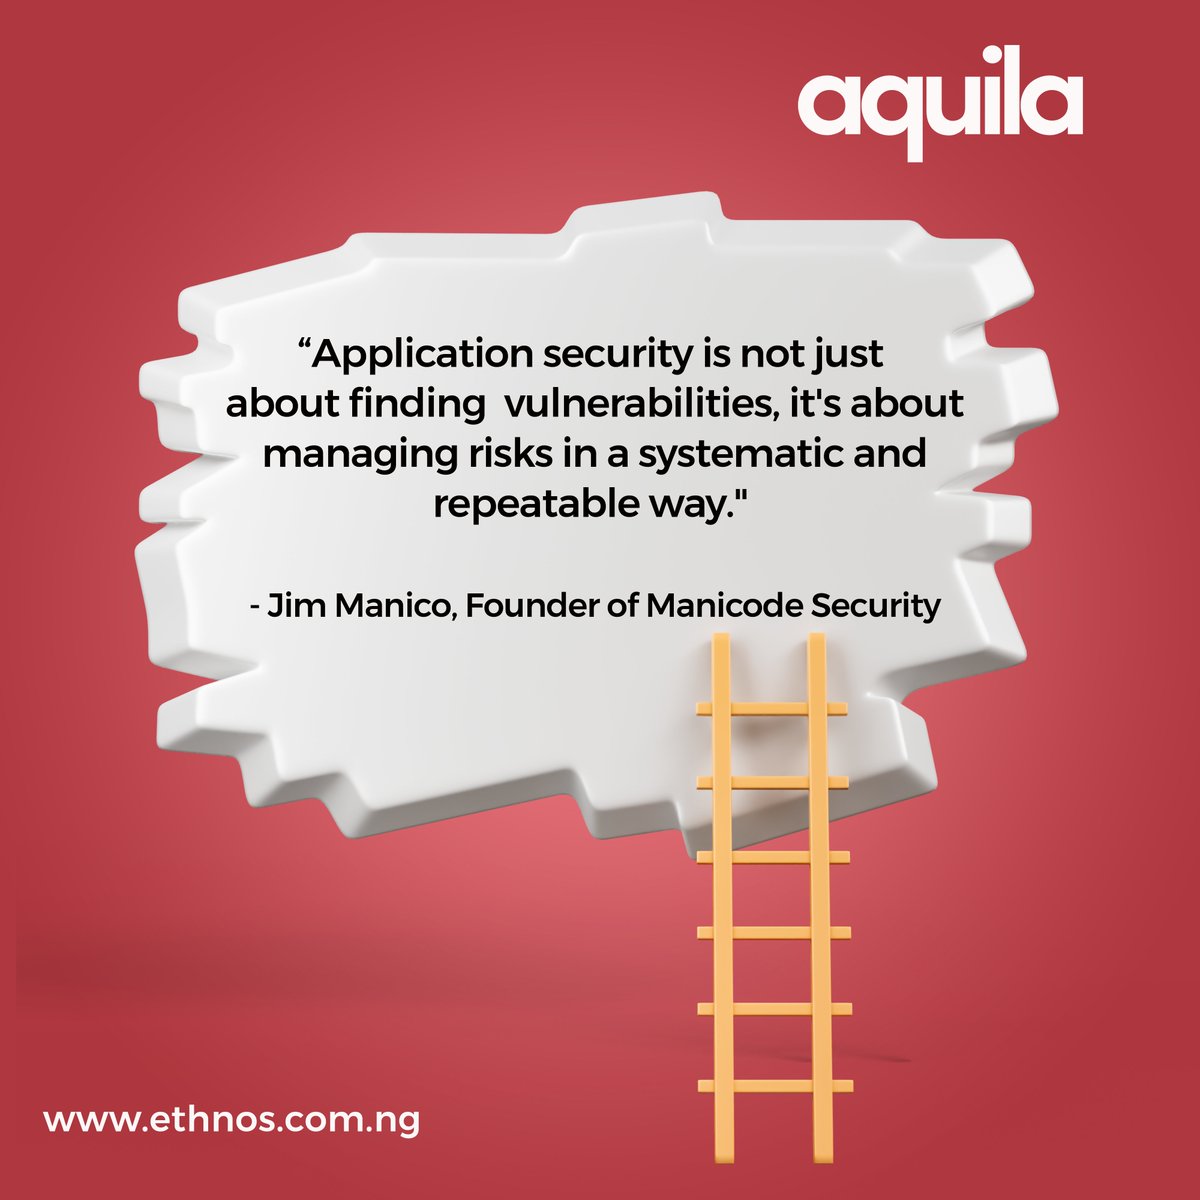 aquila
“Application security is not just
about finding  vulnerabilities, it's about
managing risks in a systematic and
repeatable way."
- Jim Manico, Founder of Manicode Security
www.ethnos.com.ng